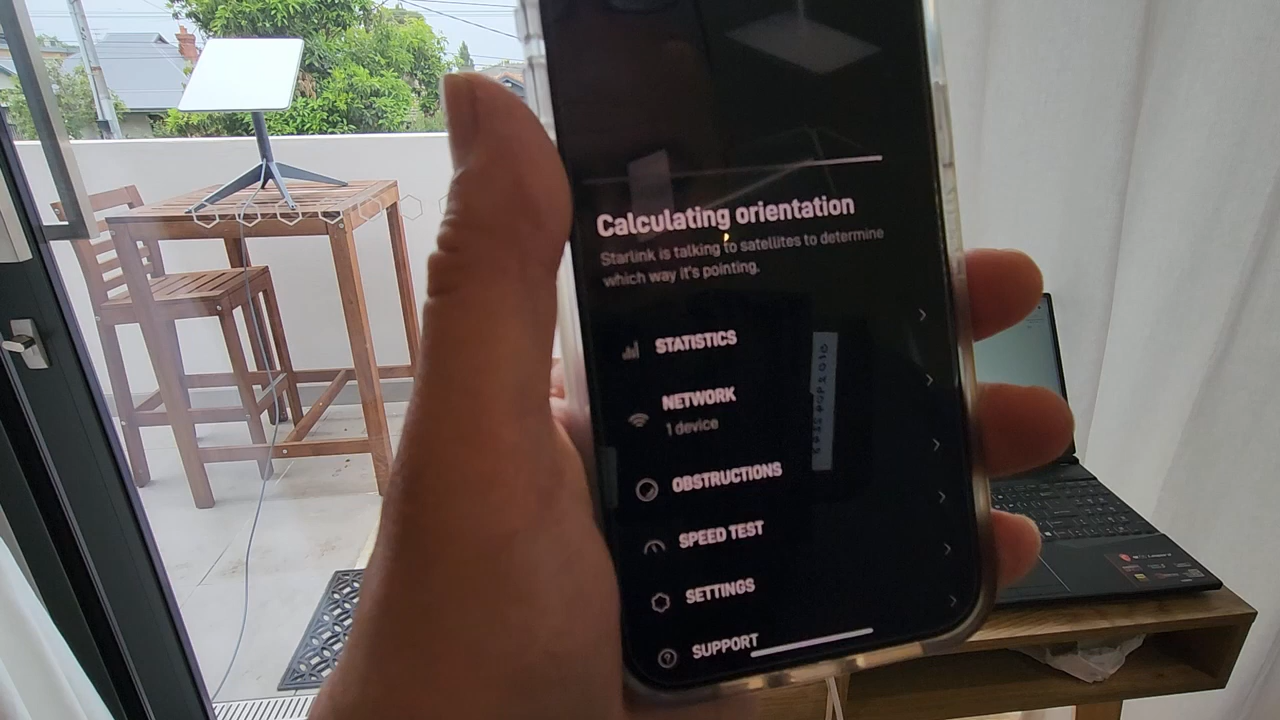 Calculating orientation
Starlink is talking to satellites to determine
which way it's pointing.
STATISTICS
NETWORK
1 device
OBSTRUCTIONS
SPEED TEST
SETTINGS
SUPPORT